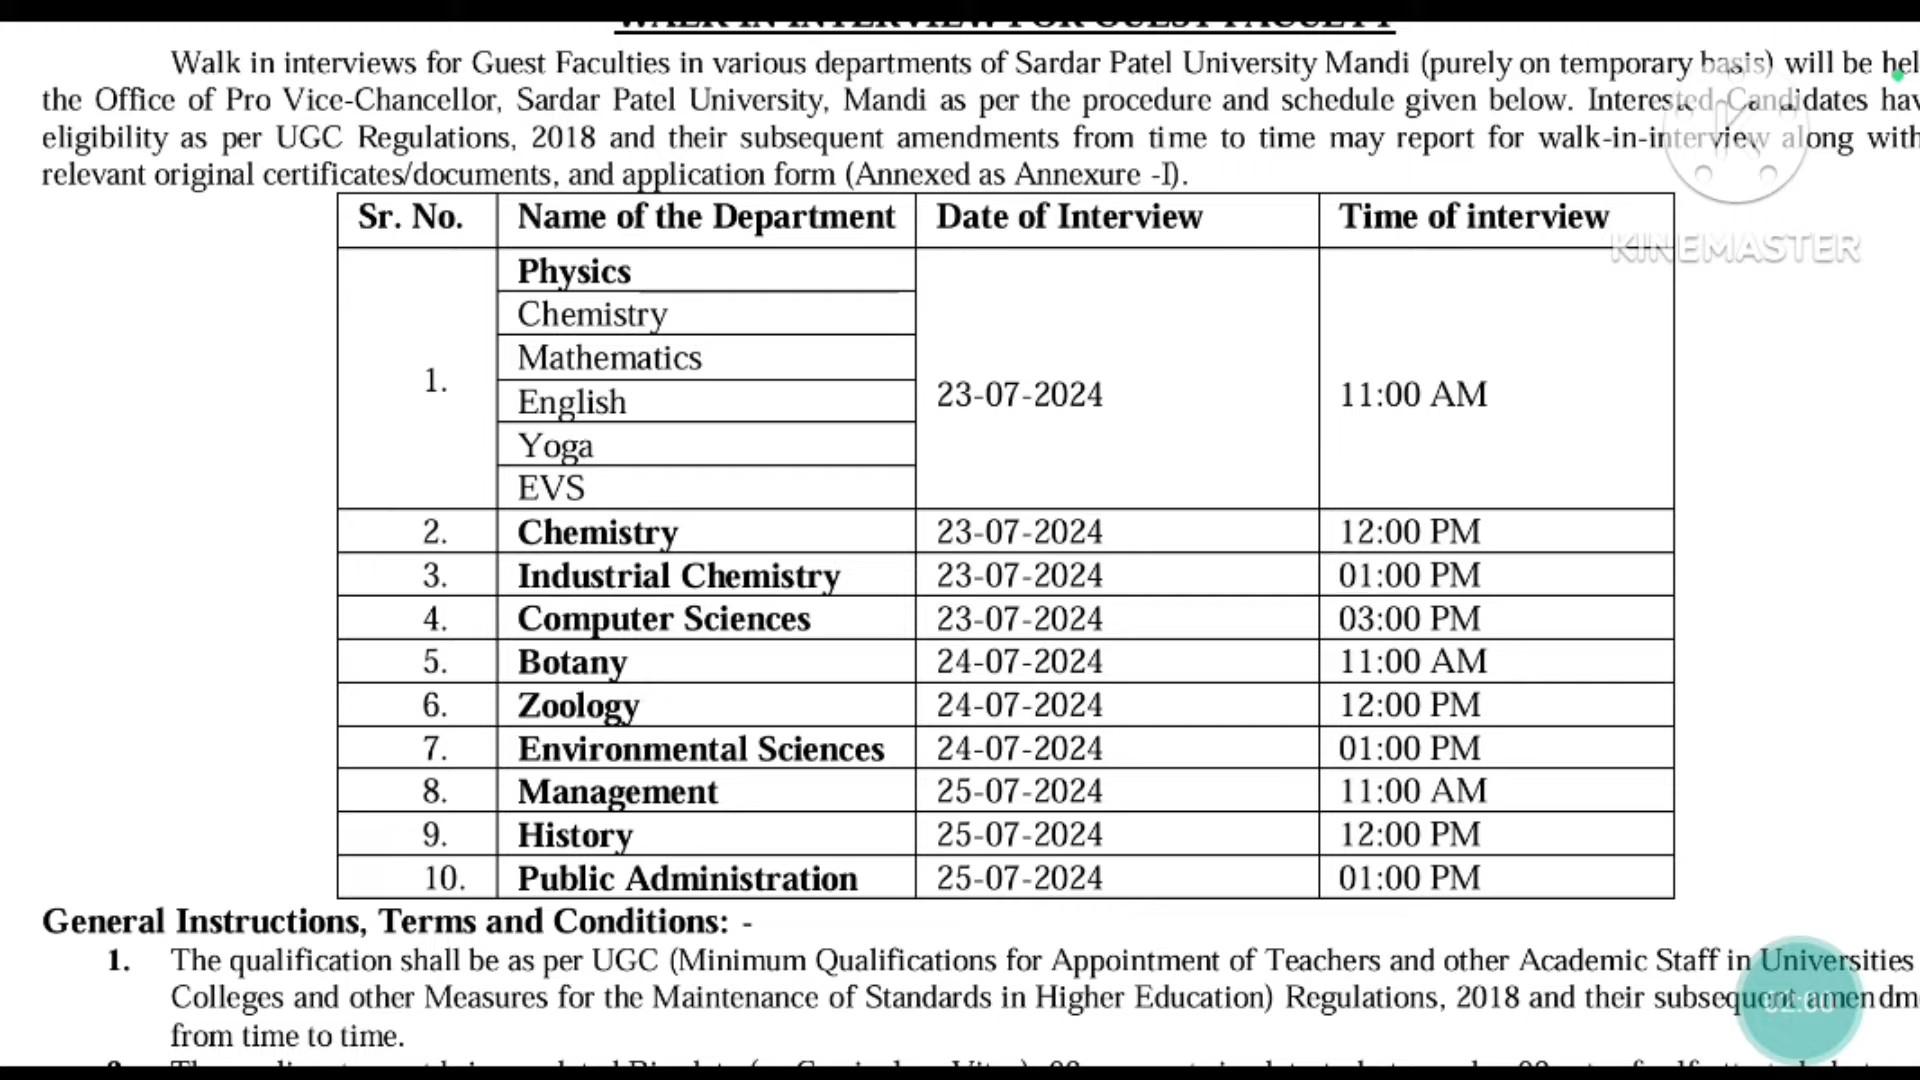 WALK IN INTERVIEW FOR GUEST FACULTY
Walk in interviews for Guest Faculties in various departments of Sardar Patel University Mandi (purely on temporary basis) will be hel
the Office of Pro Vice-Chancellor, Sardar Patel University, Mandi as per the procedure and schedule given below. Interested Candidates hav
eligibility as per UGC Regulations, 2018 and their subsequent amendments from time to time may report for walk-in-interview along with
relevant original certificates/documents, and application form (Annexed as Annexure -I).
Sr. No. Name of the Department Date of Interview Time of interview
KINEMASTER
Physics
Chemistry
Mathematics
1. 23-07-2024 11:00 AM
English
Yoga
EVS
2. Chemistry 23-07-2024 12:00 PM
3. Industrial Chemistry 23-07-2024 01:00 PM
4. Computer Sciences 23-07-2024 03:00 PM
5. Botany 24-07-2024 11:00 AM
6. Zoology 24-07-2024 12:00 PM
7. Environmental Sciences 24-07-2024 01:00 PM
8. Management 25-07-2024 11:00 AM
9. History 25-07-2024 12:00 PM
10. Public Administration 25-07-2024 01:00 PM
General Instructions, Terms and Conditions: -
1. The qualification shall be as per UGC (Minimum Qualifications for Appointment of Teachers and other Academic Staff in Universities
Colleges and other Measures for the Maintenance of Standards in Higher Education) Regulations, 2018 and their subsequent amendm
from time to time.